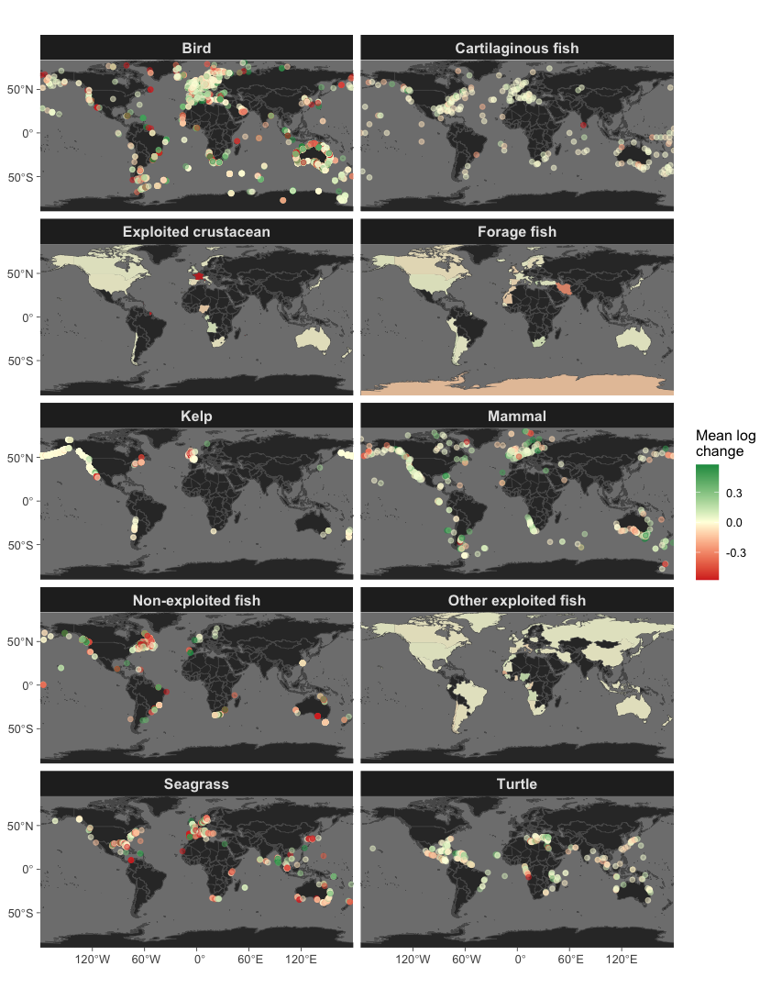 Bird
Cartilaginous fish
50°N
0°
50°S
Exploited crustacean
Forage fish
50°N
0°
50°S
Kelp
Mammal
50°N
0°
50°S
Mean log
change
0.3
0.0
-0.3
Non-exploited fish
Other exploited fish
50°N
0°
50°S
Seagrass
Turtle
50°N
0°
50°S
120°W
60°W
0°
60°E
120°E
120°W
60°W
0°
60°E
120°E